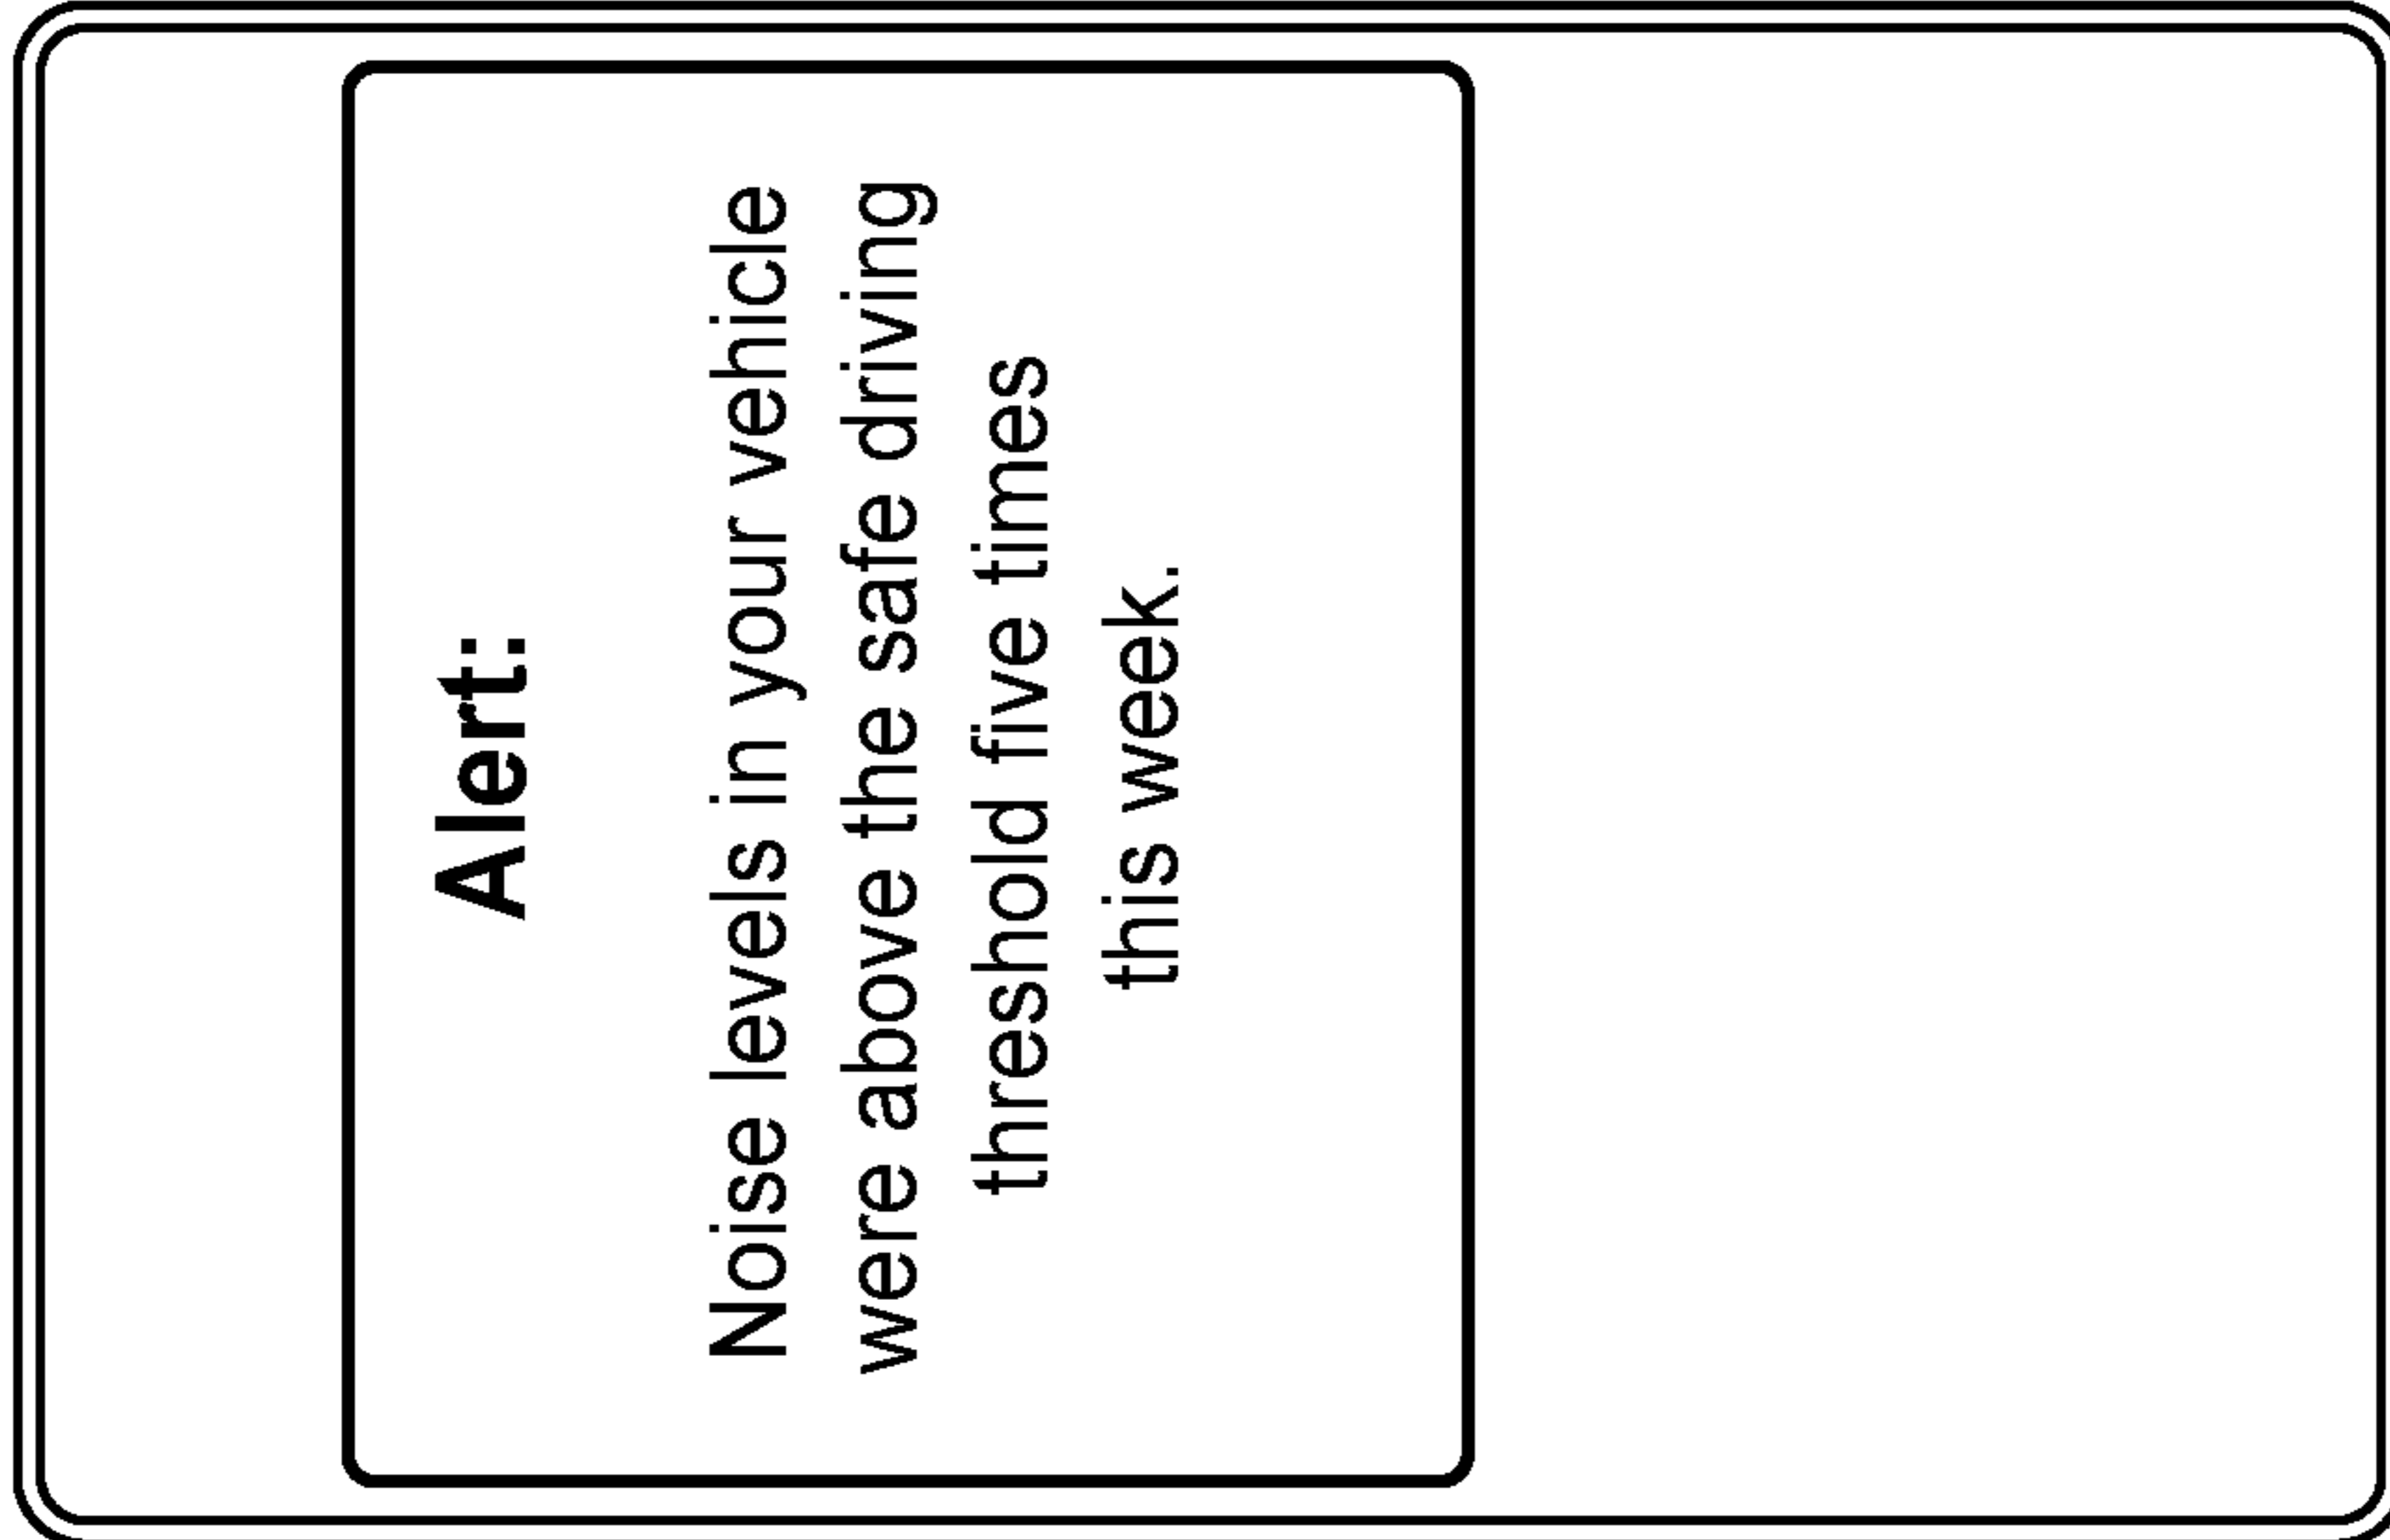 Alert:
Noise levels in your vehicle
were above the safe driving
threshold five times
this week.